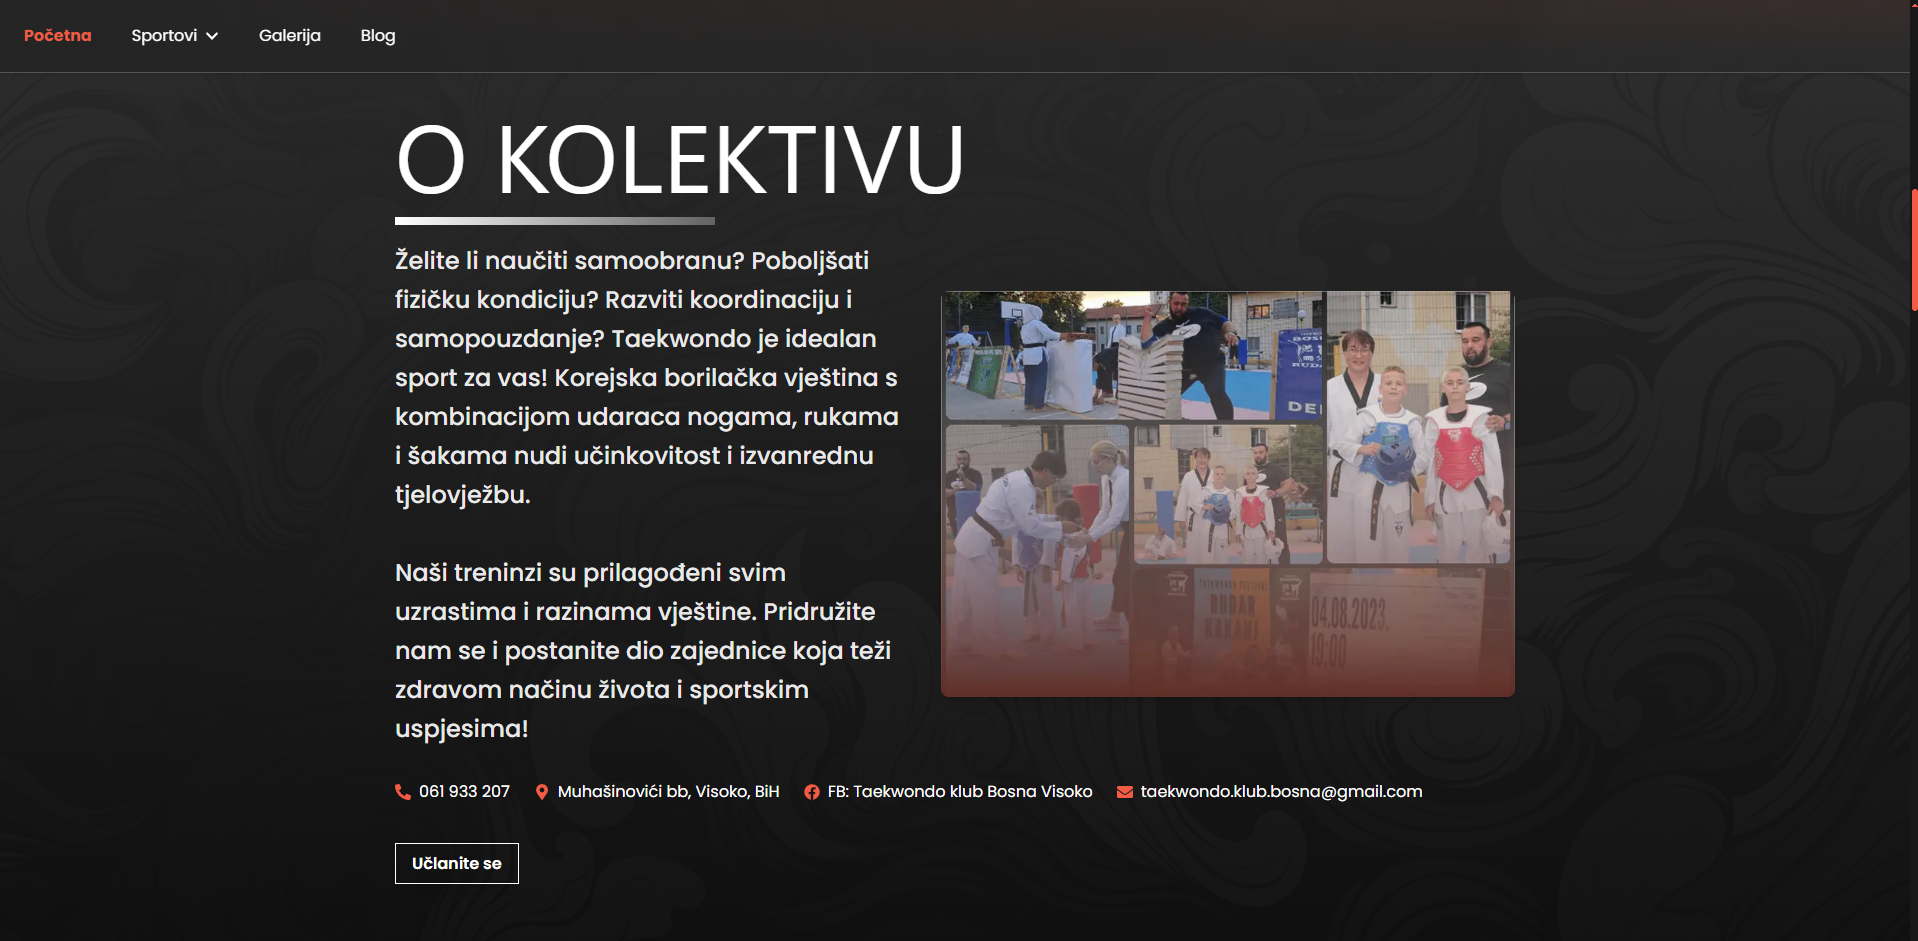 Početna
Sportovi
Galerija
Blog
O KOLEKTIVU
Želite li naučiti samoobranu? Poboljšati
fizičku kondiciju? Razviti koordinaciju i
samopouzdanje? Taekwondo je idealan
sport za vas! Korejska borilačka vještina s
kombinacijom udaraca nogama, rukama
i šakama nudi učinkovitost i izvanrednu
tjelovježbu.
Naši treninzi su prilagođeni svim
uzrastima i razinama vještine. Pridružite
nam se i postanite dio zajednice koja teži
zdravom načinu života i sportskim
uspjesima!
TAEKWONDO FESTIVAL
RUDAR
KAKANJ
04.08.2023.
19:00
061 933 207
Muhašinovići bb, Visoko, BiH
FB: Taekwondo klub Bosna Visoko
taekwondo.klub.bosna@gmail.com
Učlanite se